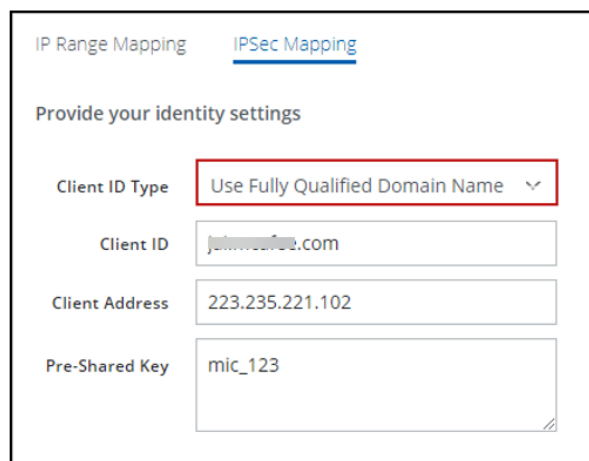 IP Range Mapping IPSec Mapping
Provide your identity settings
Client ID Type Use Fully Qualified Domain Name
Client ID .com
Client Address 223.235.221.102
Pre-Shared Key mic_123